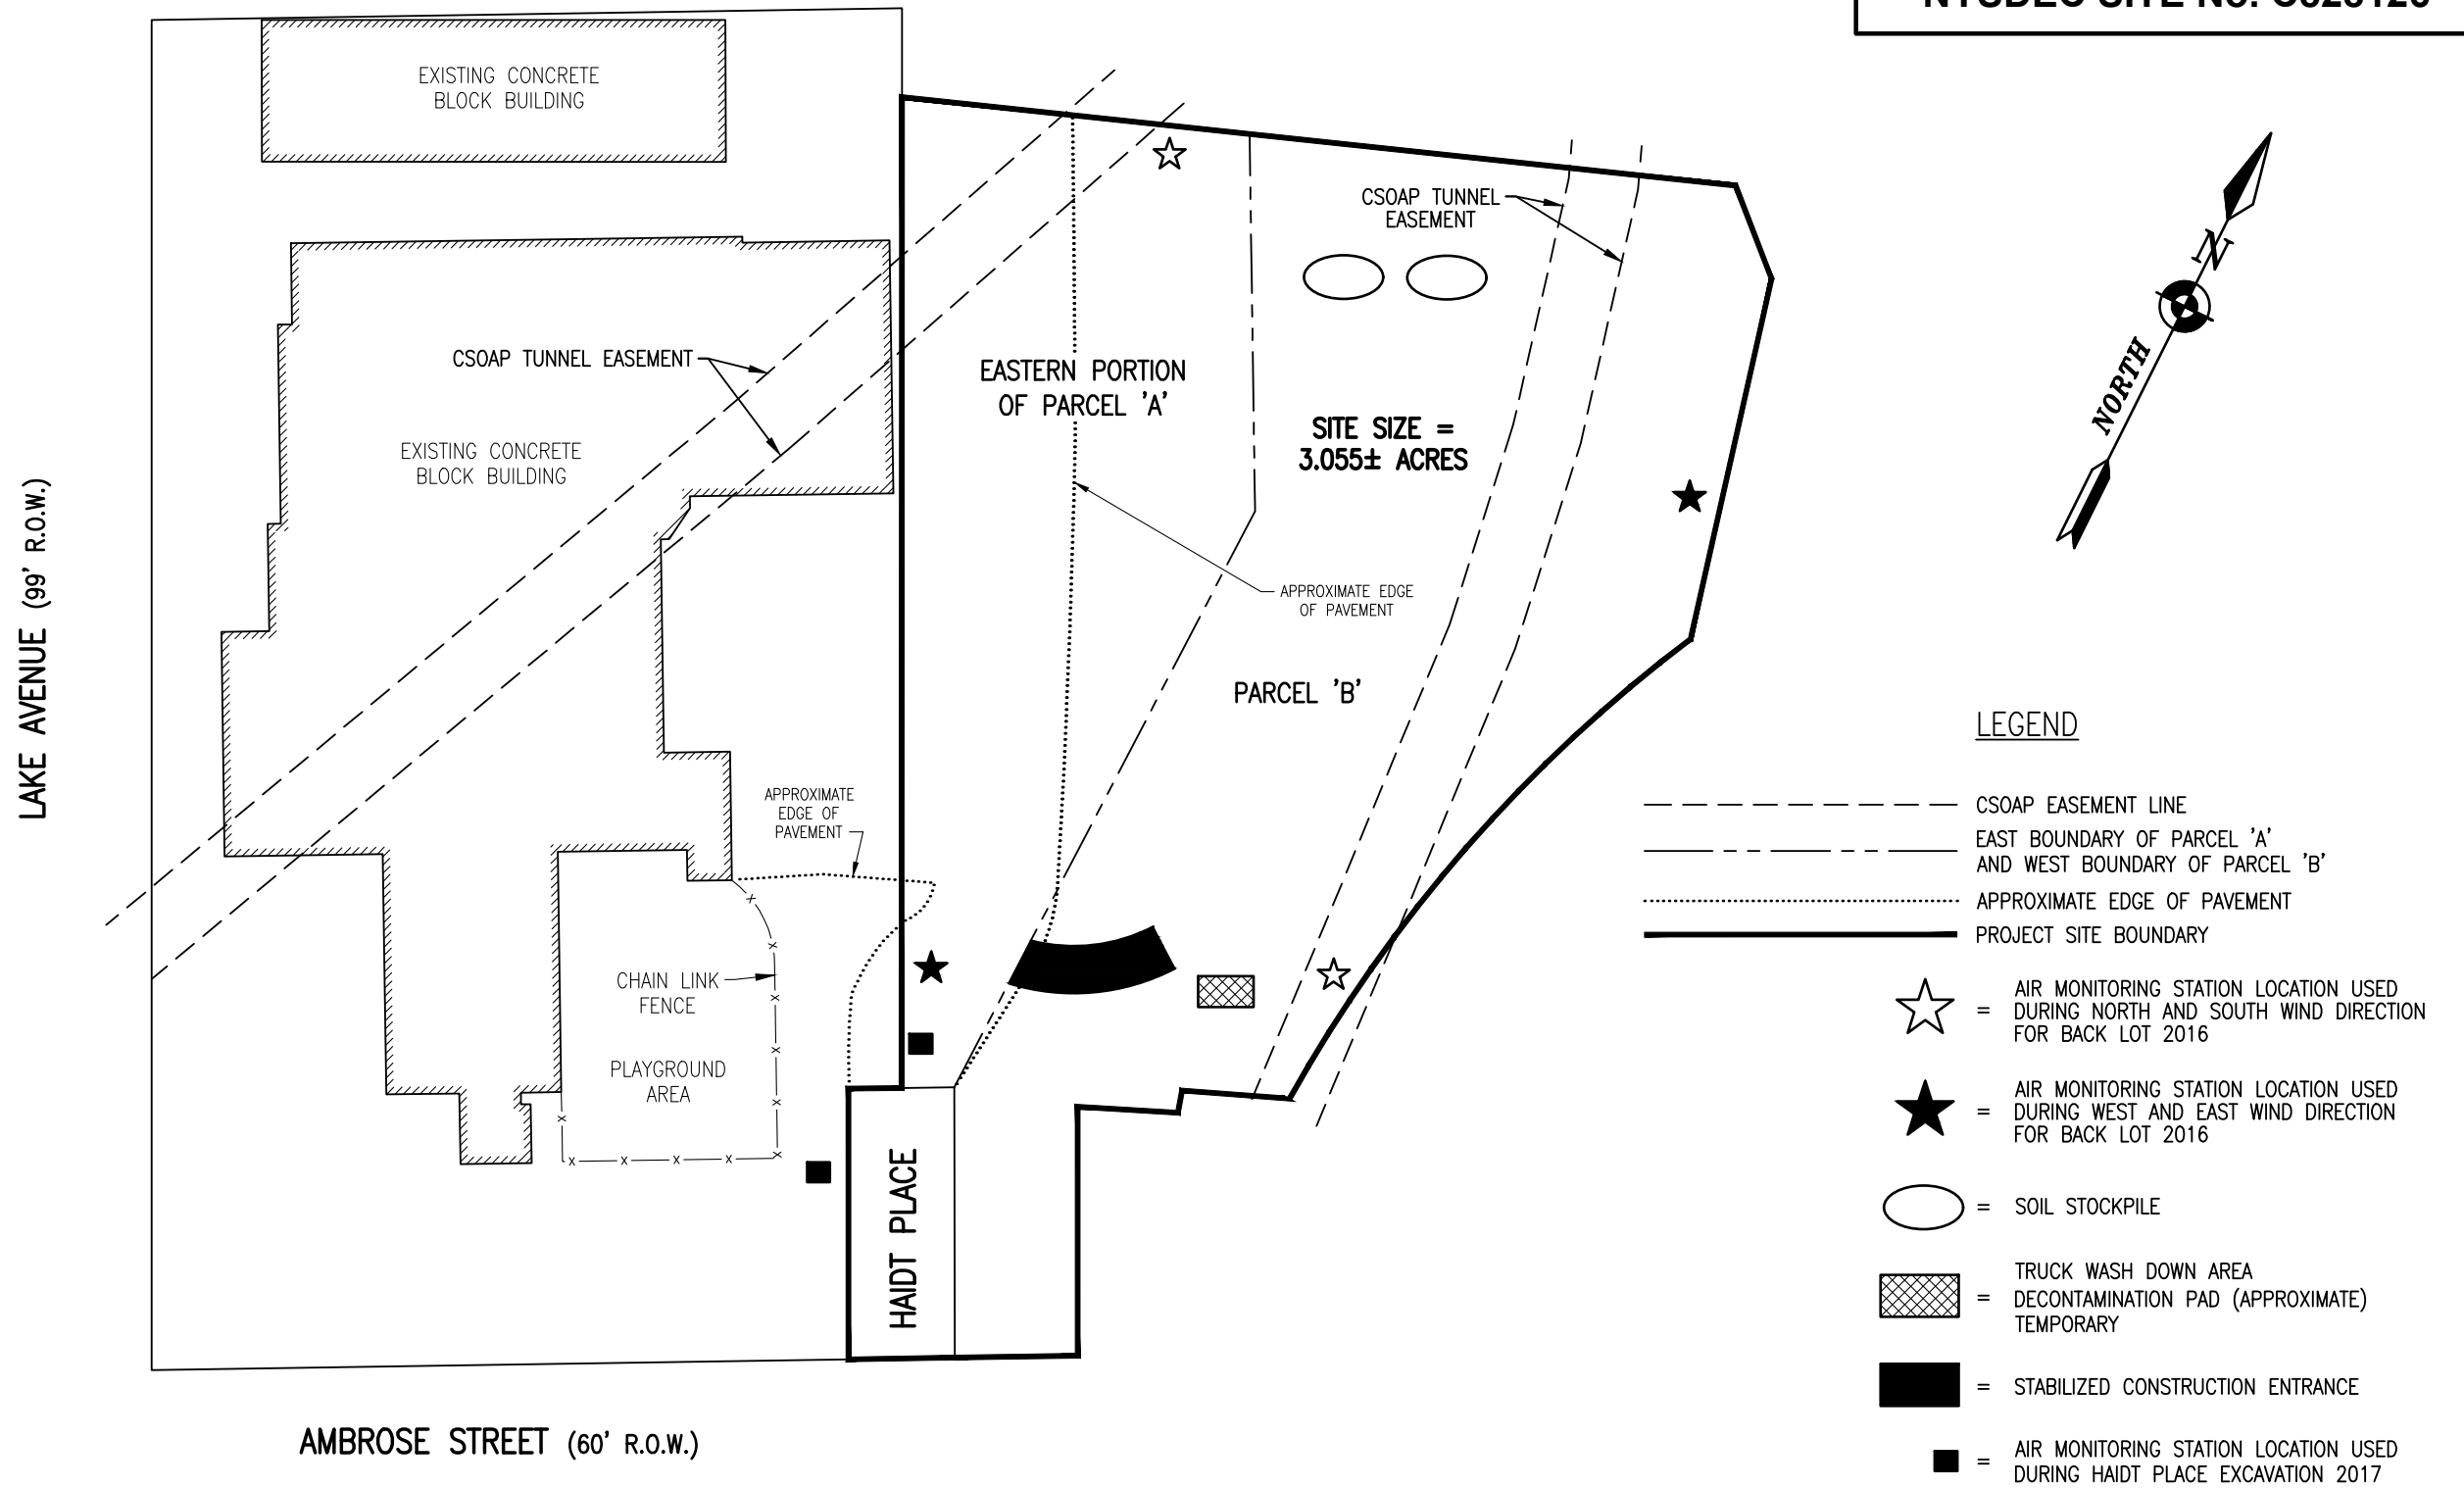 EXISTING CONCRETE
BLOCK BUILDING
CSOAP TUNNEL
EASEMENT
N
NORTH
CSOAP TUNNEL EASEMENT
EASTERN PORTION
OF PARCEL 'A'
SITE SIZE =
3.055± ACRES
EXISTING CONCRETE
BLOCK BUILDING
LAKE AVENUE (99' R.O.W.)
APPROXIMATE EDGE
OF PAVEMENT
PARCEL 'B'
APPROXIMATE
EDGE OF
PAVEMENT
CHAIN LINK
FENCE
PLAYGROUND
AREA
HAIDT PLACE
AMBROSE STREET (60' R.O.W.)
LEGEND
CSOAP EASEMENT LINE
EAST BOUNDARY OF PARCEL 'A'
AND WEST BOUNDARY OF PARCEL 'B'
APPROXIMATE EDGE OF PAVEMENT
PROJECT SITE BOUNDARY
= AIR MONITORING STATION LOCATION USED
DURING NORTH AND SOUTH WIND DIRECTION
FOR BACK LOT 2016
= AIR MONITORING STATION LOCATION USED
DURING WEST AND EAST WIND DIRECTION
FOR BACK LOT 2016
= SOIL STOCKPILE
TRUCK WASH DOWN AREA
= DECONTAMINATION PAD (APPROXIMATE)
TEMPORARY
= STABILIZED CONSTRUCTION ENTRANCE
= AIR MONITORING STATION LOCATION USED
DURING HAIDT PLACE EXCAVATION 2017